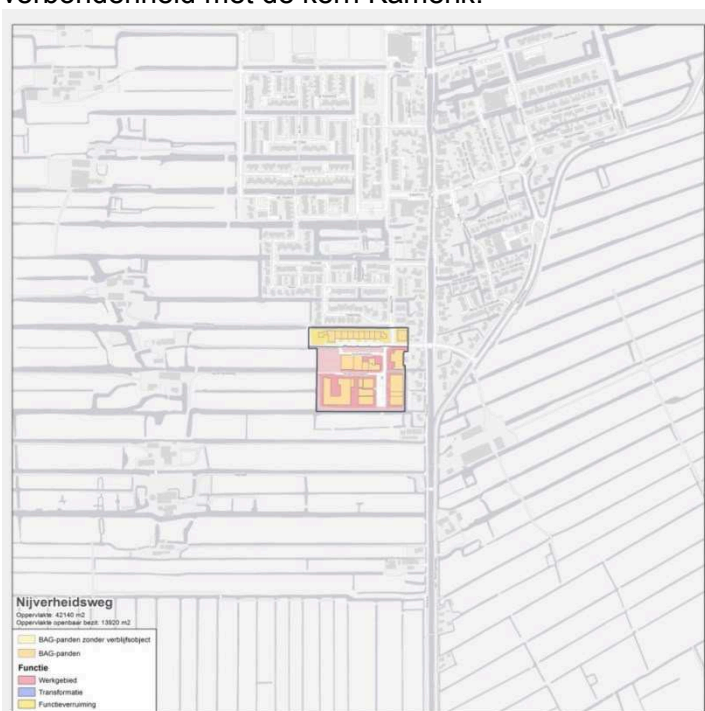 verbondenheid met de kern Kamerik.
Nijverheidsweg
Oppervlakte: 42140 m2
Oppervlakte openbaar bezit: 13920 m2
BAG-panden zonder verblijfsobject
BAG-panden
Functie
Werkgebied
Transformatie
Functieverruiming